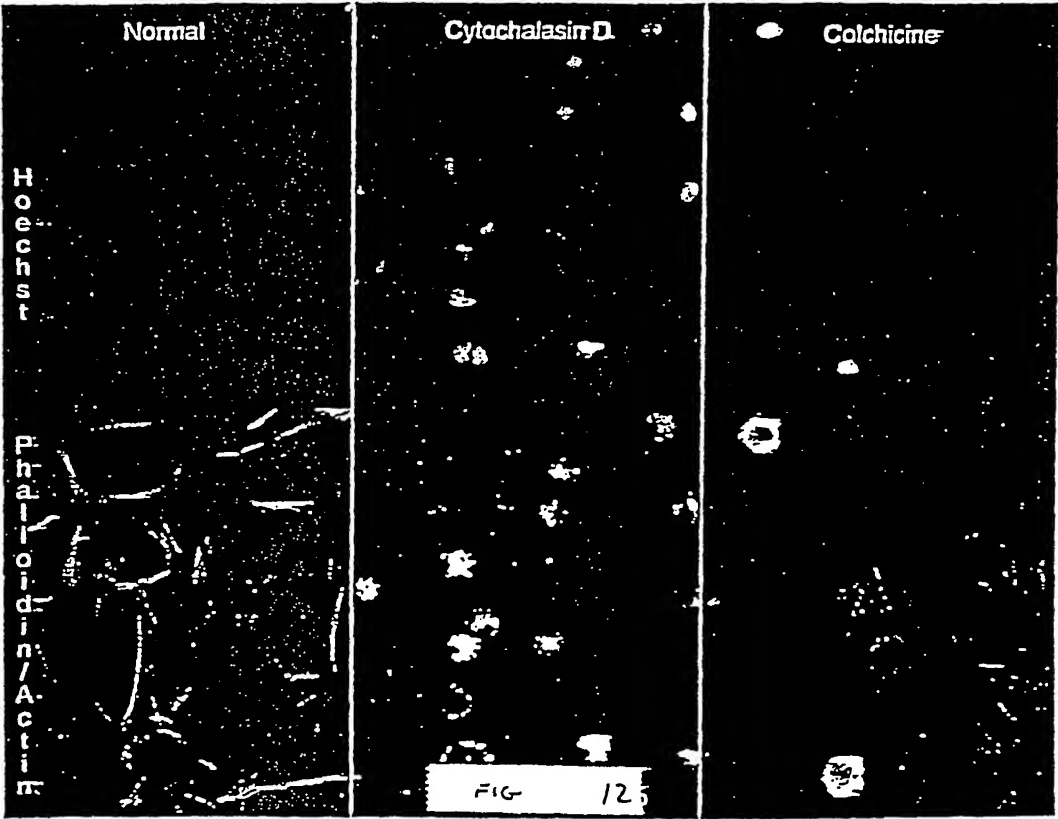 Normal
Cytochalasin D
Colchicine
Hoechst
Phalloidin/Actin
FIG 12